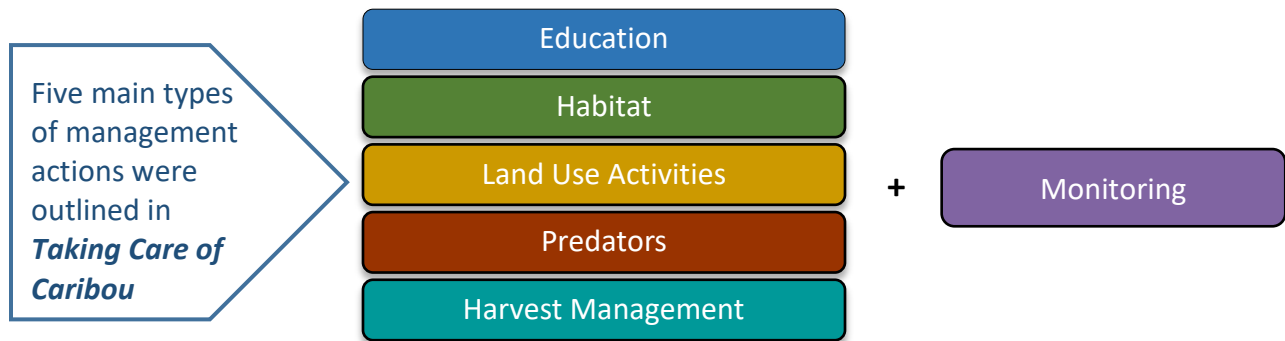 Five main types
of management
actions were
outlined in
Taking Care of
Caribou
Education
Habitat
Land Use Activities
Predators
Harvest Management
+
Monitoring